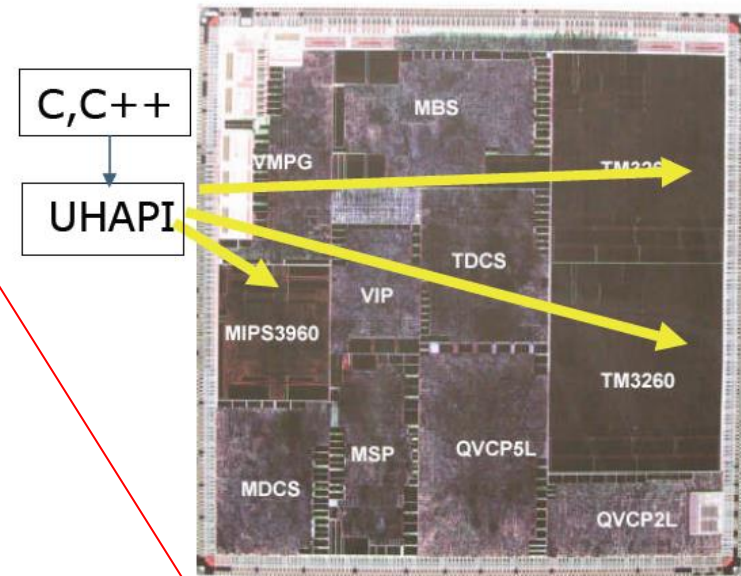 C,C++
UHAPI
MBS
VMPG
TDCS
VIP
MIPS3960
TM3260
MSP
QVCP5L
MDCS
QVCP2L